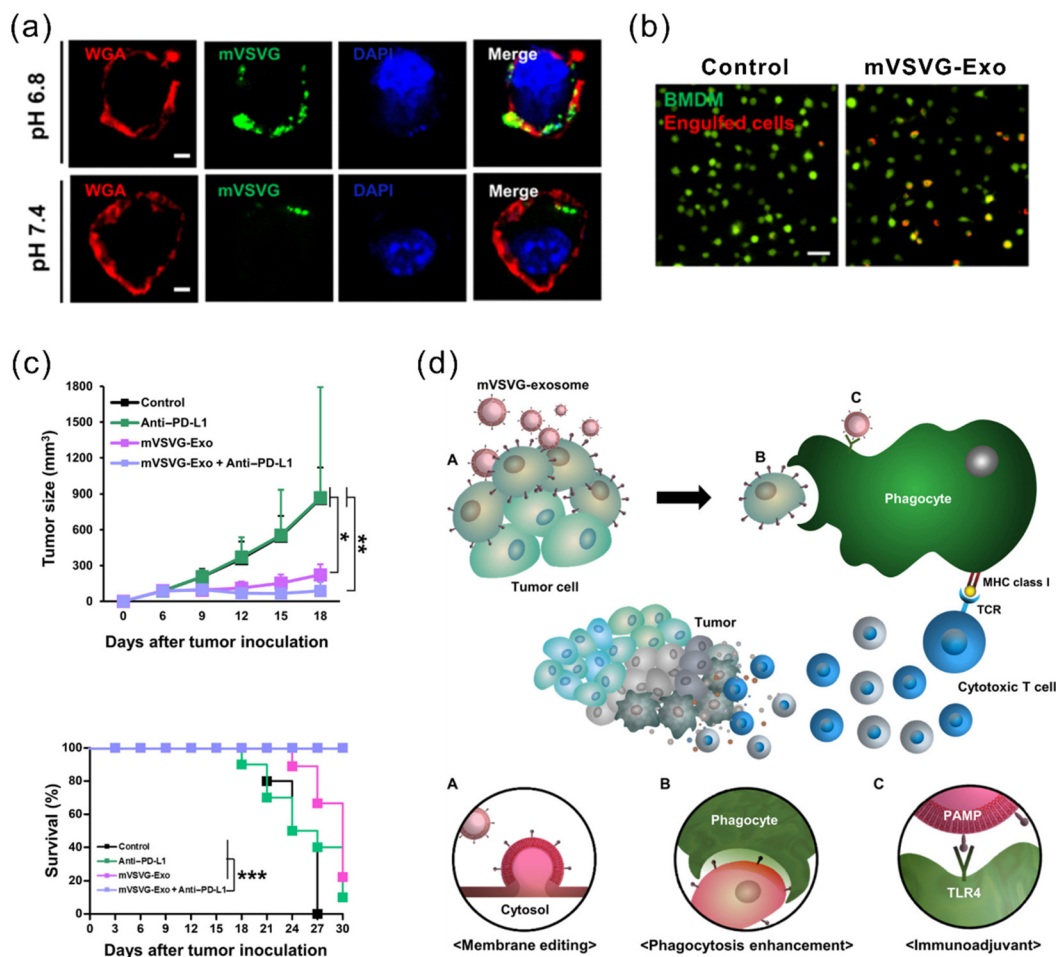 (a)
WGA mVSVG DAPI Merge
pH 6.8
WGA mVSVG DAPI Merge
pH 7.4
(b)
Control mVSVG-Exo
BMDM
Engulfed cells
(c)
1800
1500
1200
900
600
300
0
Tumor size (mm³)
Control
Anti–PD-L1
mVSVG-Exo
mVSVG-Exo + Anti–PD-L1
*
**
0 6 9 12 15 18
Days after tumor inoculation
100
80
60
40
20
0
Survival (%)
Control
Anti–PD-L1
mVSVG-Exo
mVSVG-Exo + Anti–PD-L1
***
0 3 6 9 12 15 18 21 24 27 30
Days after tumor inoculation
(d)
mVSVG-exosome
A
Tumor cell
C
B
Phagocyte
MHC class I
TCR
Tumor
Cytotoxic T cell
A
Cytosol
<Membrane editing>
B
Phagocyte
<Phagocytosis enhancement>
C
PAMP
TLR4
<Immunoadjuvant>